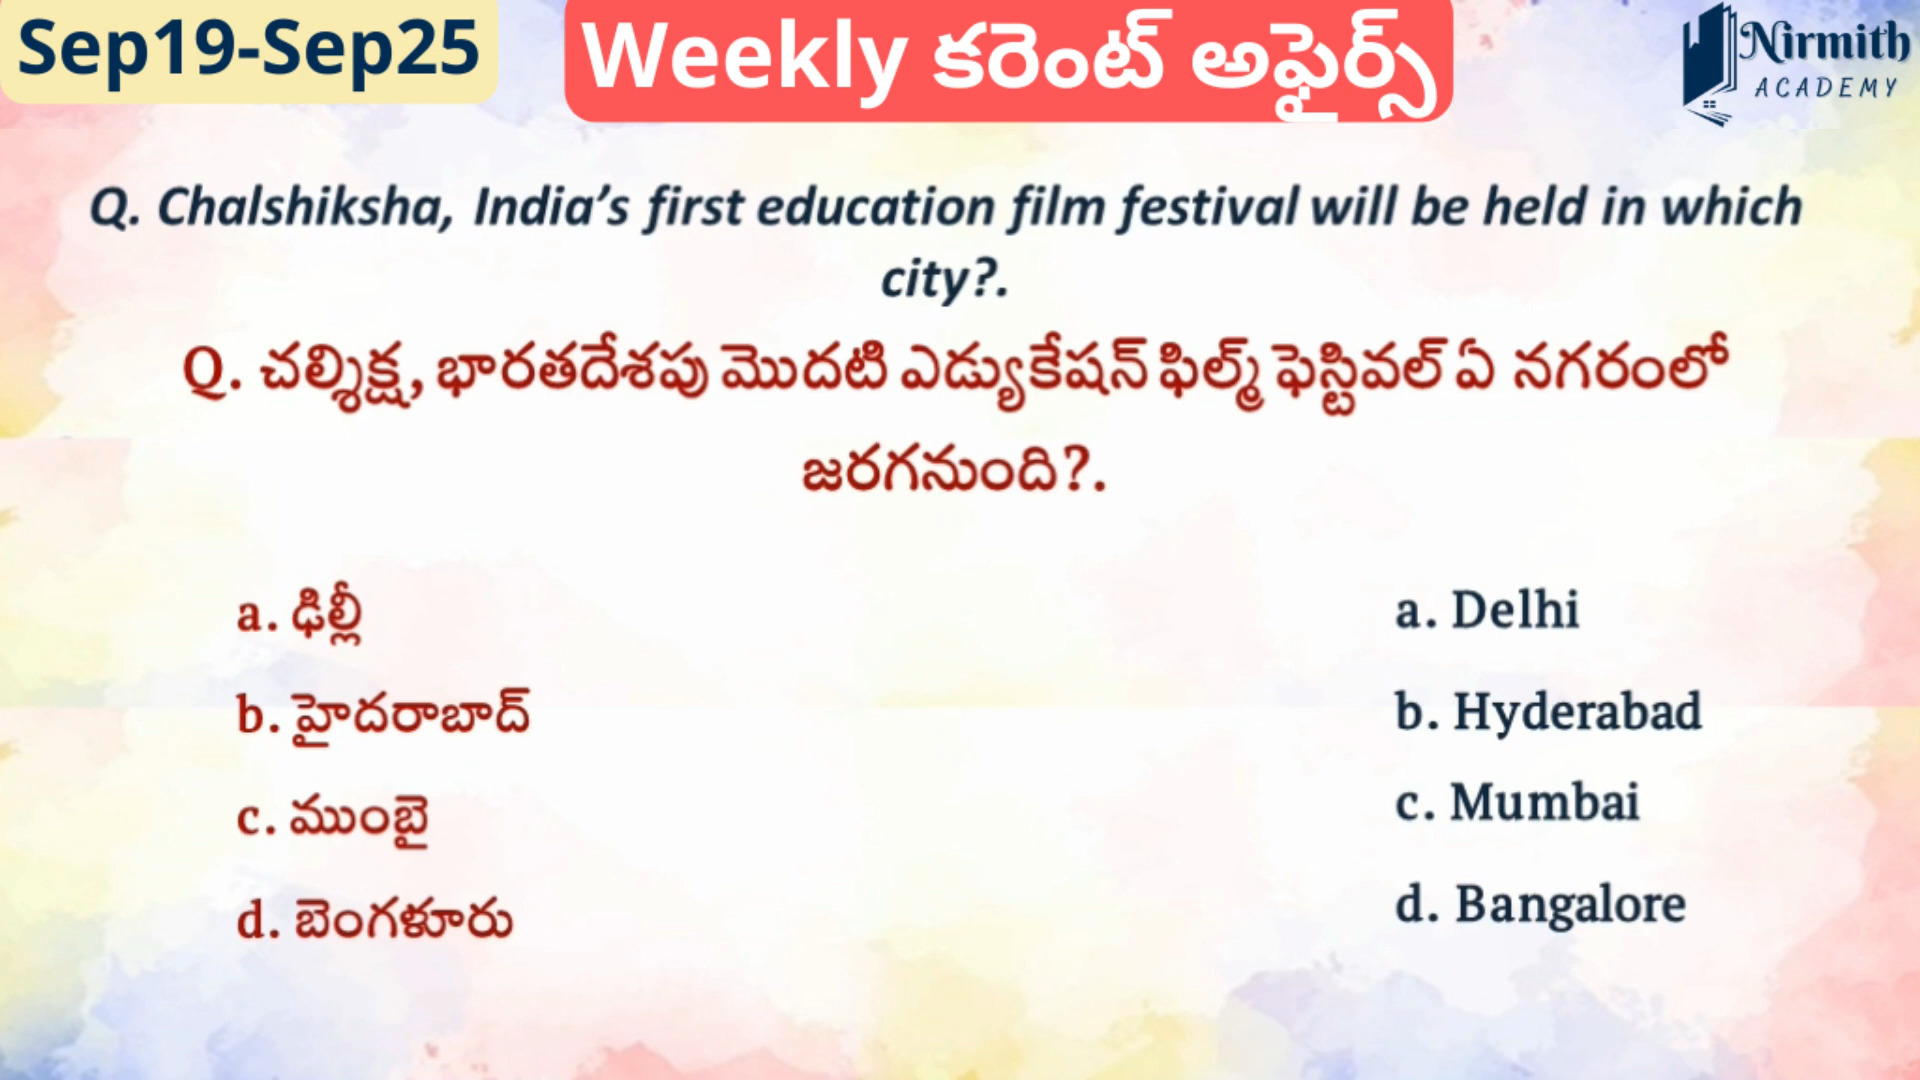 Sep19-Sep25
Weekly కరెంట్ అఫైర్స్
Nirmith
ACADEMY
Q. Chalshiksha, India’s first education film festival will be held in which
city?.
Q. చల్శిక్ష, భారతదేశపు మొదటి ఎడ్యుకేషన్ ఫిల్మ్ ఫెస్టివల్ ఏ నగరంలో
జరగనుంది?.
a. ఢిల్లీ
b. హైదరాబాద్
c. ముంబై
d. బెంగళూరు
a. Delhi
b. Hyderabad
c. Mumbai
d. Bangalore